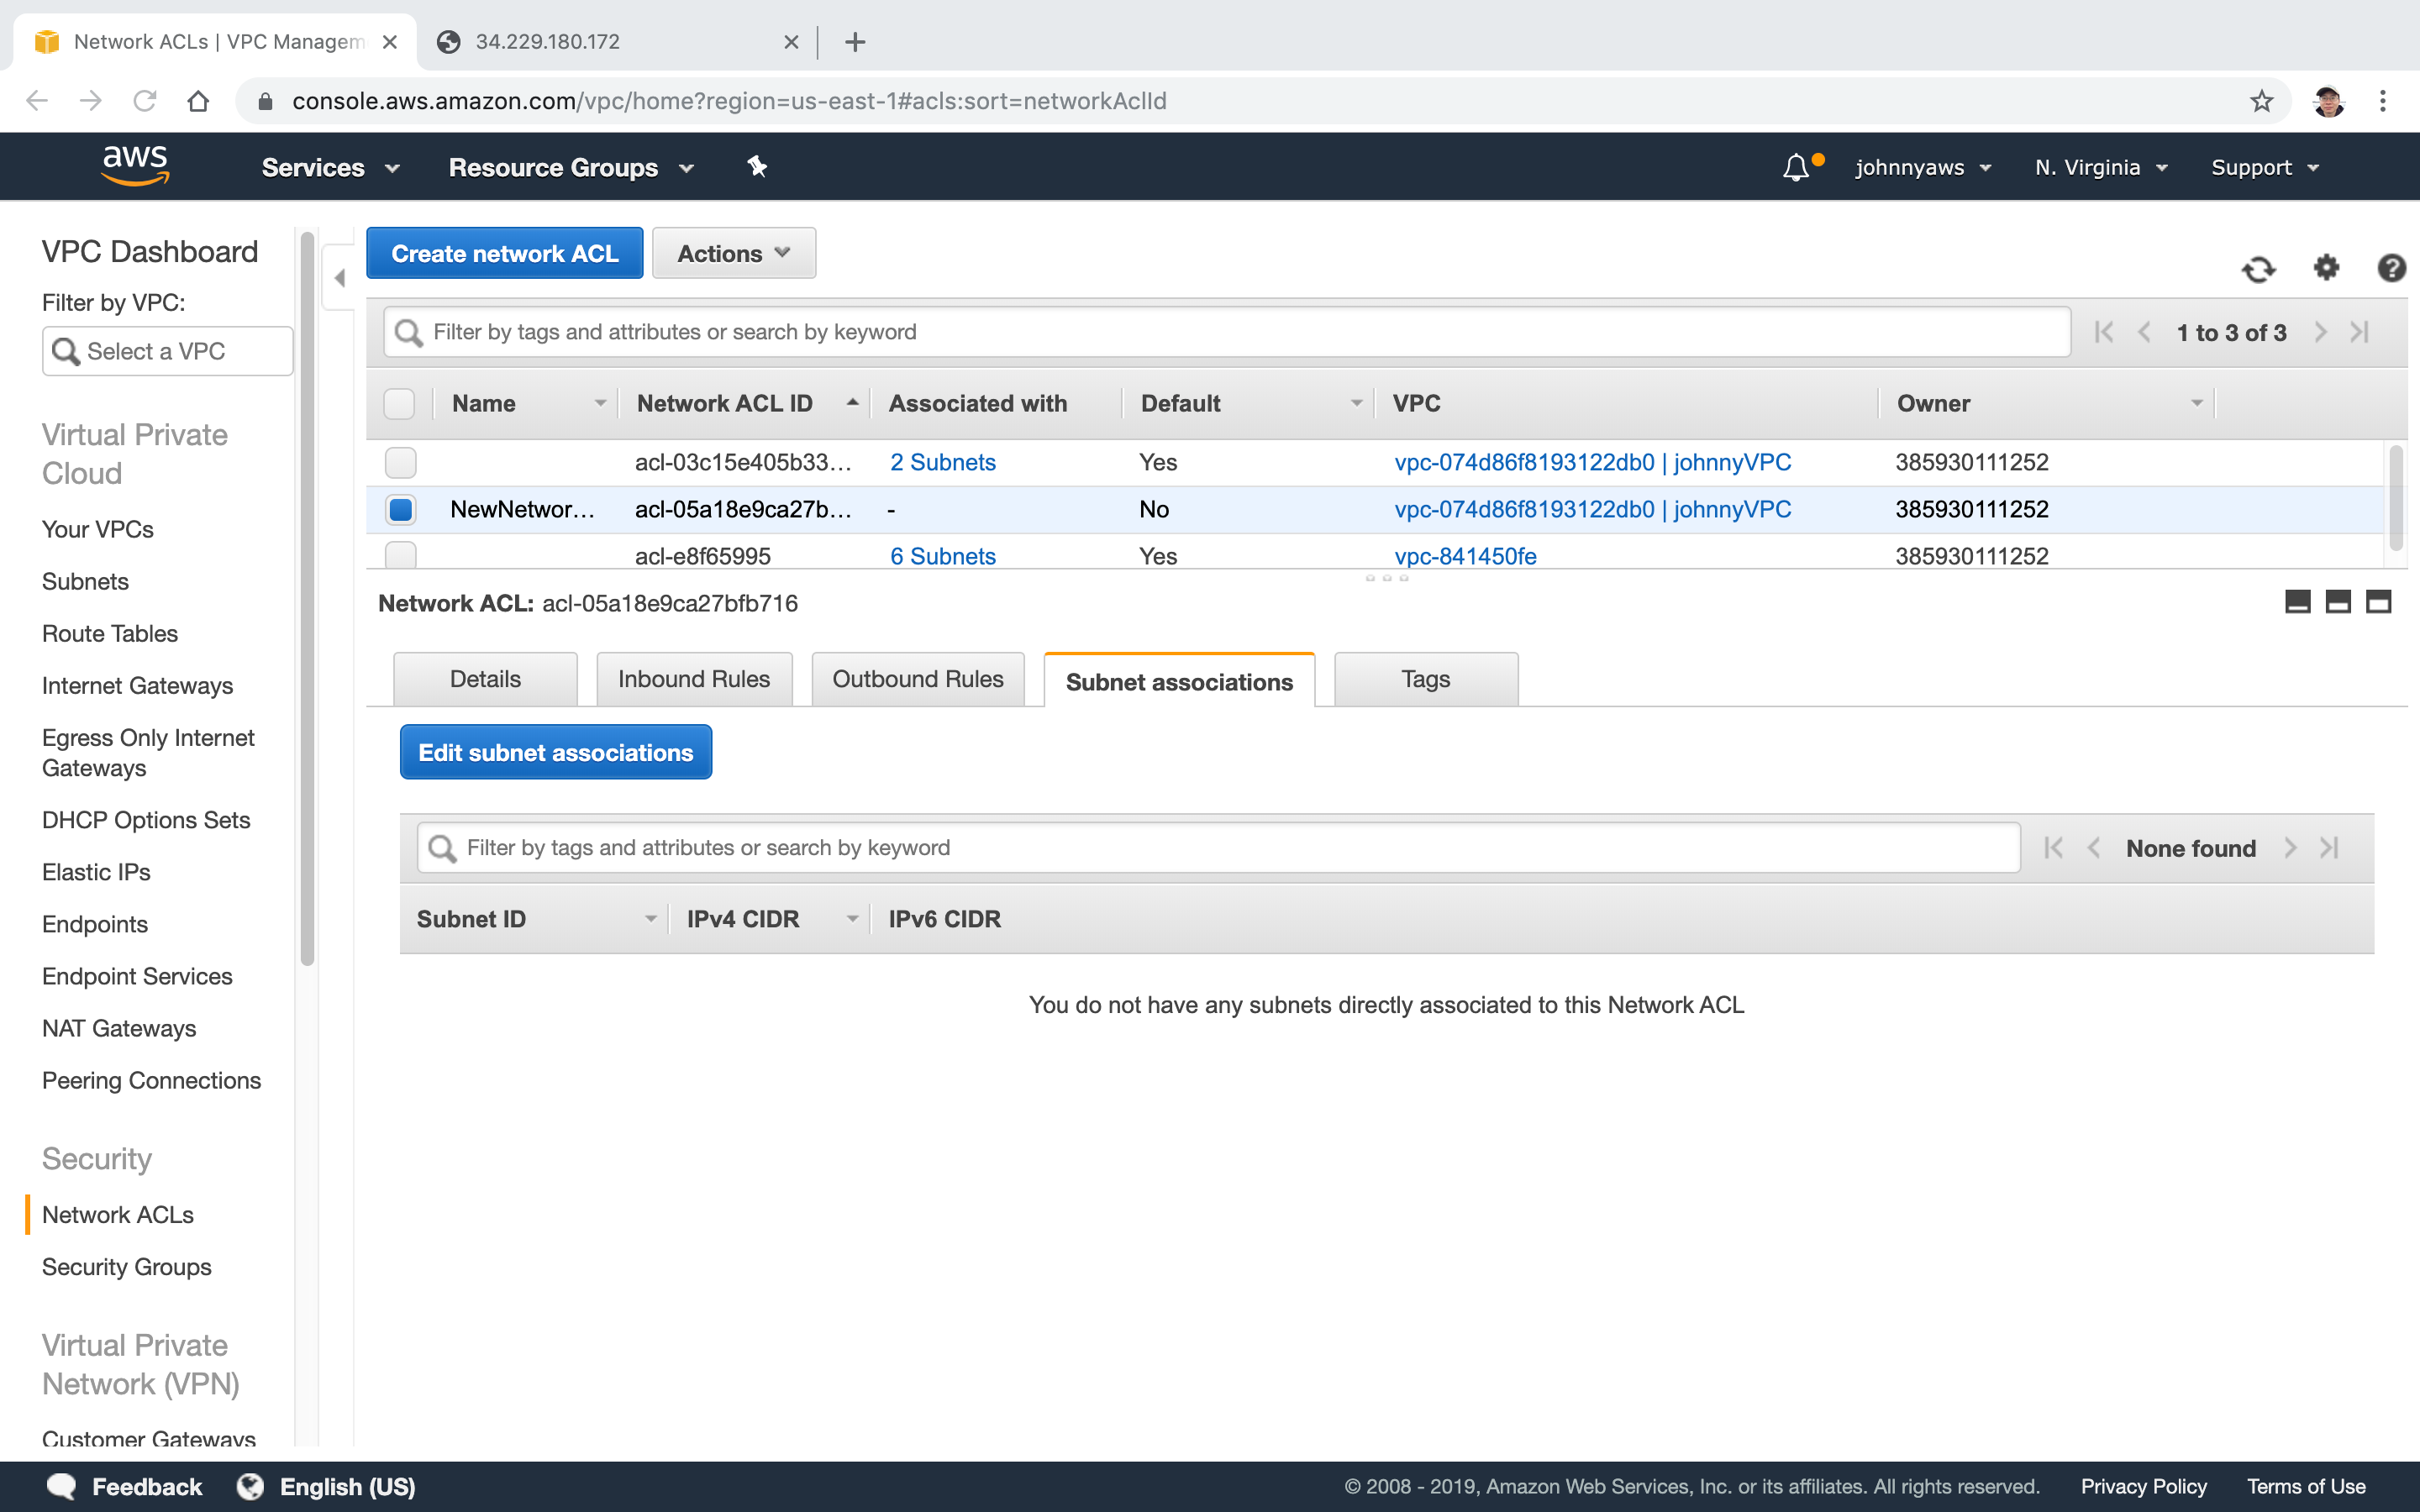 Network ACLs | VPC Managem
34.229.180.172
console.aws.amazon.com/vpc/home?region=us-east-1#acls:sort=networkAclId
aws
Services
Resource Groups
johnnyaws
N. Virginia
Support
VPC Dashboard
Filter by VPC:
Select a VPC
Virtual Private
Cloud
Your VPCs
Subnets
Route Tables
Internet Gateways
Egress Only Internet
Gateways
DHCP Options Sets
Elastic IPs
Endpoints
Endpoint Services
NAT Gateways
Peering Connections
Security
Network ACLs
Security Groups
Virtual Private
Network (VPN)
Customer Gateways
Create network ACL
Actions
Filter by tags and attributes or search by keyword
1 to 3 of 3
Name Network ACL ID Associated with Default VPC Owner
acl-03c15e405b33... 2 Subnets Yes vpc-074d86f8193122db0 | johnnyVPC 385930111252
NewNetwor... acl-05a18e9ca27b... - No vpc-074d86f8193122db0 | johnnyVPC 385930111252
acl-e8f65995 6 Subnets Yes vpc-841450fe 385930111252
Network ACL: acl-05a18e9ca27bfb716
Details
Inbound Rules
Outbound Rules
Subnet associations
Tags
Edit subnet associations
Filter by tags and attributes or search by keyword
None found
Subnet ID IPv4 CIDR IPv6 CIDR
You do not have any subnets directly associated to this Network ACL
Feedback
English (US)
© 2008 - 2019, Amazon Web Services, Inc. or its affiliates. All rights reserved.
Privacy Policy
Terms of Use